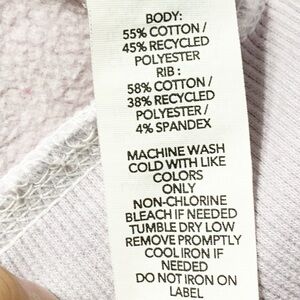 BODY:
55% COTTON /
45% RECYCLED
POLYESTER
RIB :
58% COTTON /
38% RECYCLED
POLYESTER /
4% SPANDEX
MACHINE WASH
COLD WITH LIKE
COLORS
ONLY
NON-CHLORINE
BLEACH IF NEEDED
TUMBLE DRY LOW
REMOVE PROMPTLY
COOL IRON IF
NEEDED
DO NOT IRON ON
LABEL